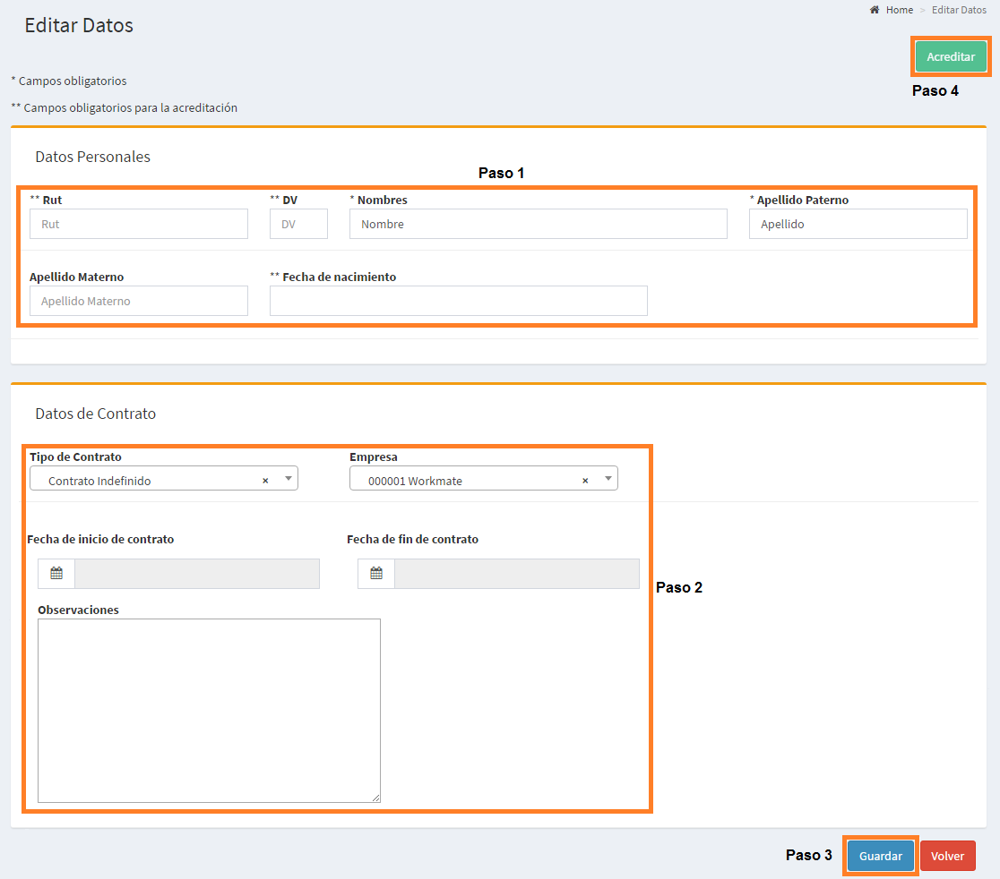 Home > Editar Datos
Editar Datos
Acreditar
Paso 4
* Campos obligatorios
** Campos obligatorios para la acreditación
Datos Personales
Paso 1
** Rut ** DV * Nombres * Apellido Paterno
Rut DV Nombre Apellido
Apellido Materno ** Fecha de nacimiento
Apellido Materno
Datos de Contrato
Tipo de Contrato Empresa
Contrato Indefinido × 000001 Workmate ×
Fecha de inicio de contrato Fecha de fin de contrato
Paso 2
Observaciones
Paso 3 Guardar Volver